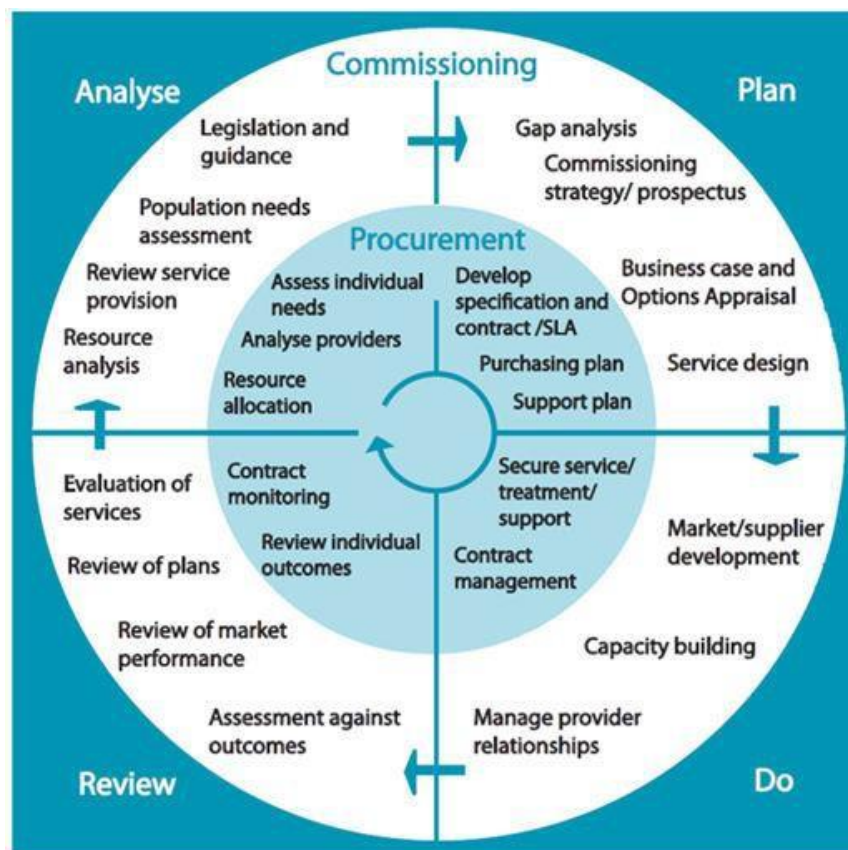 Analyse
Commissioning
Plan
Legislation and
guidance
Population needs
assessment
Review service
provision
Resource
analysis
Gap analysis
Commissioning
strategy/ prospectus
Business case and
Options Appraisal
Service design
Procurement
Assess individual
needs
Analyse providers
Resource
allocation
Develop
specification and
contract /SLA
Purchasing plan
Support plan
Contract
monitoring
Review individual
outcomes
Secure service/
treatment/
support
Contract
management
Evaluation of
services
Review of plans
Review of market
performance
Assessment against
outcomes
Market/supplier
development
Capacity building
Manage provider
relationships
Review
Do